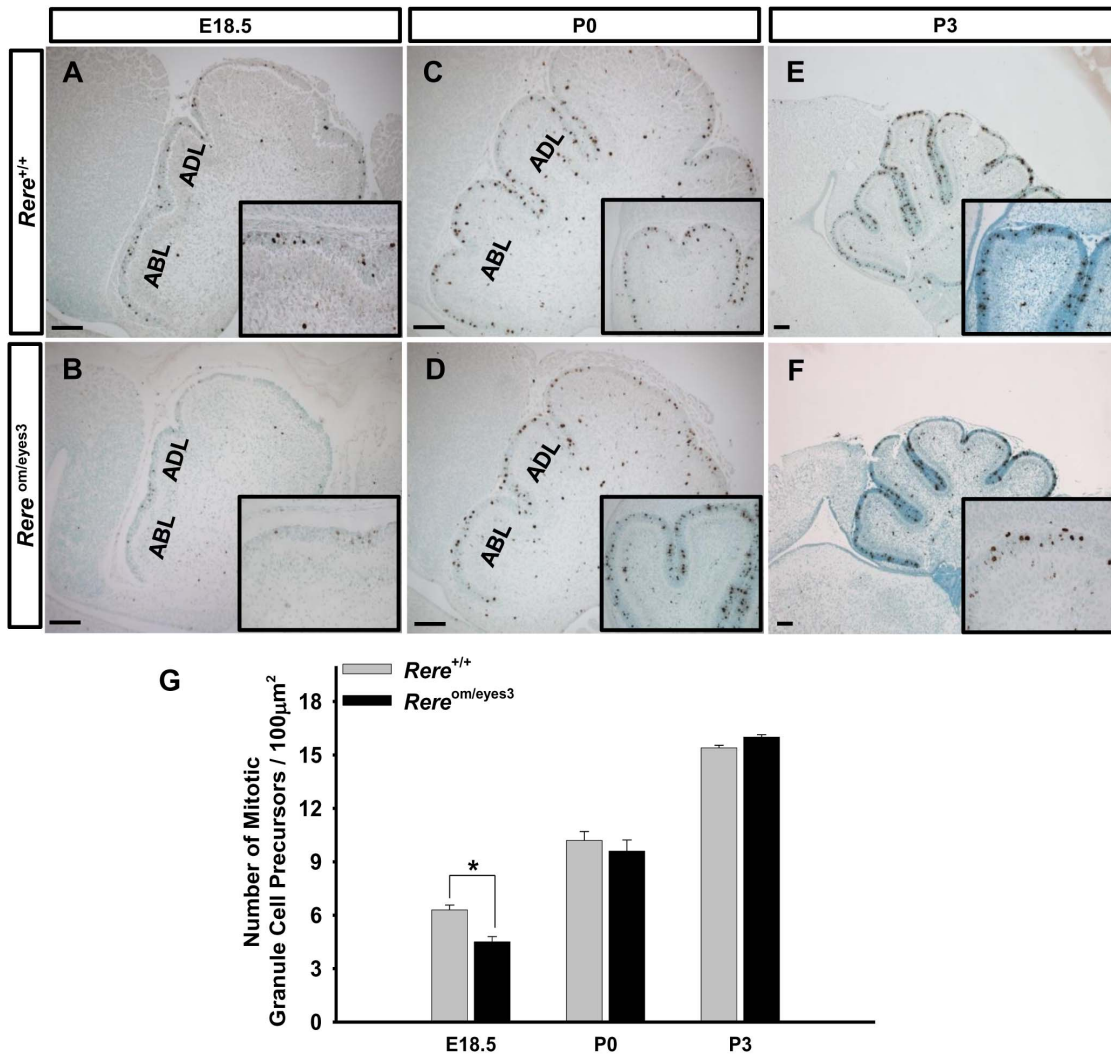 E18.5
P0
P3
Rere+/+
A
ADL
ABL
C
ADL
ABL
E
Rere om/eyes3
B
ADL
ABL
D
ADL
ABL
F
G
Rere+/+
Rereom/eyes3
Number of Mitotic
Granule Cell Precursors / 100µm²
18
15
12
9
6
3
0
*
E18.5
P0
P3